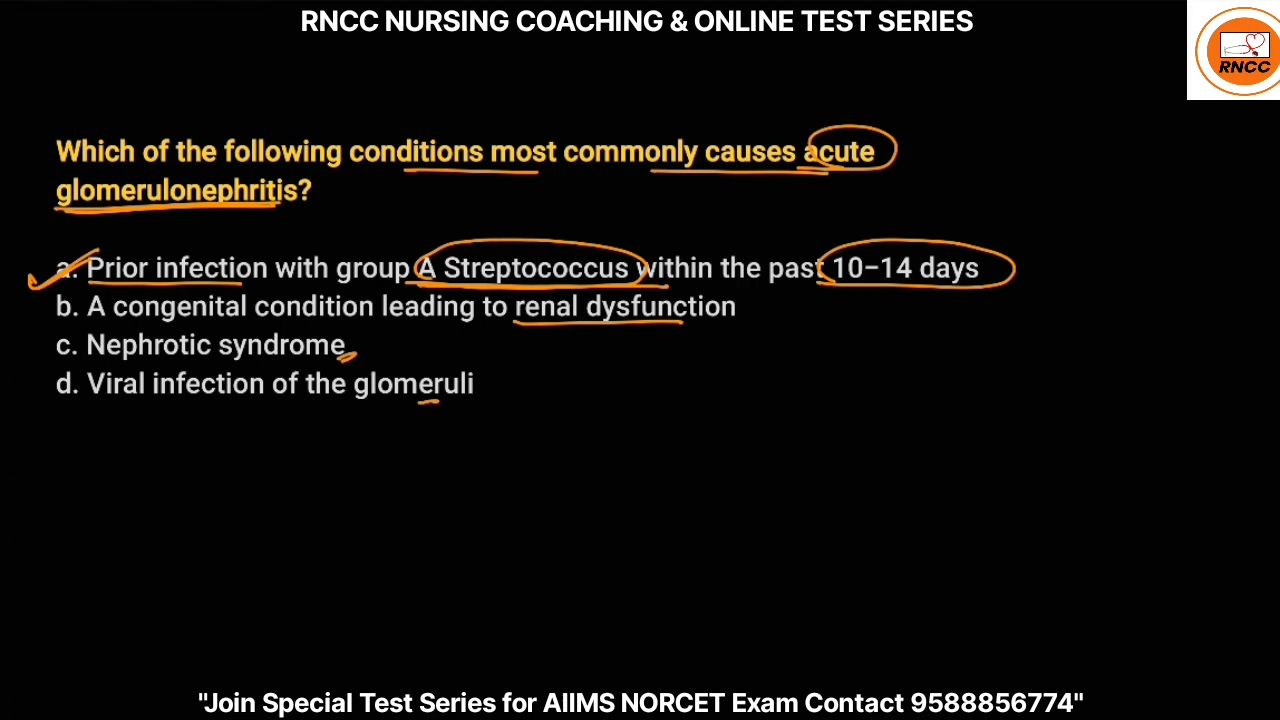 RNCC NURSING COACHING & ONLINE TEST SERIES
RNCC
Which of the following conditions most commonly causes acute
glomerulonephritis?
a. Prior infection with group A Streptococcus within the past 10–14 days
b. A congenital condition leading to renal dysfunction
c. Nephrotic syndrome
d. Viral infection of the glomeruli
"Join Special Test Series for AIIMS NORCET Exam Contact 9588856774"